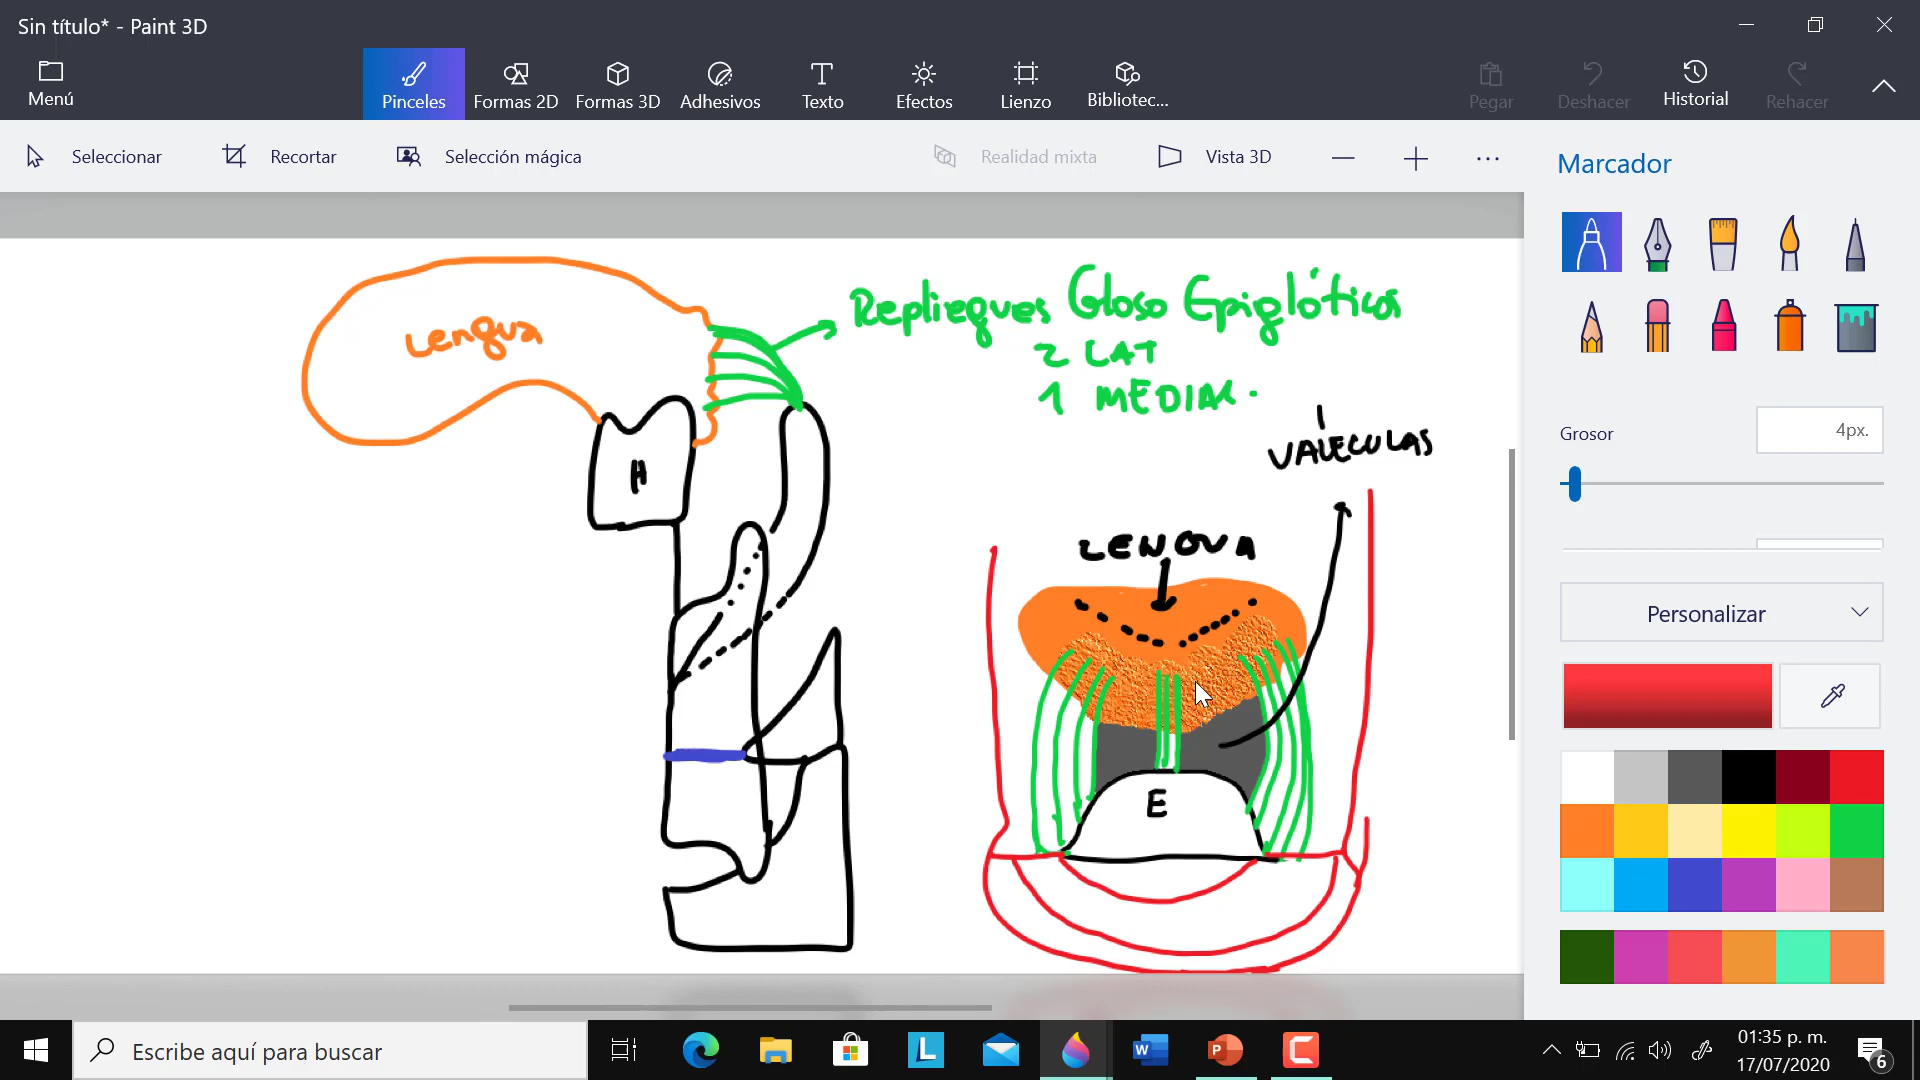 Sin título* - Paint 3D
Menú
Pinceles
Formas 2D
Formas 3D
Adhesivos
Texto
Efectos
Lienzo
Bibliotec...
Pegar
Deshacer
Historial
Rehacer
Seleccionar
Recortar
Selección mágica
Realidad mixta
Vista 3D
Marcador
Grosor
4px.
Personalizar
Lengua
Repliegues Gloso Epiglóticos
2 LAT
1 MEDIAL.
VALECULAS
H
LENGUA
E
Escribe aquí para buscar
01:35 p. m.
17/07/2020
6